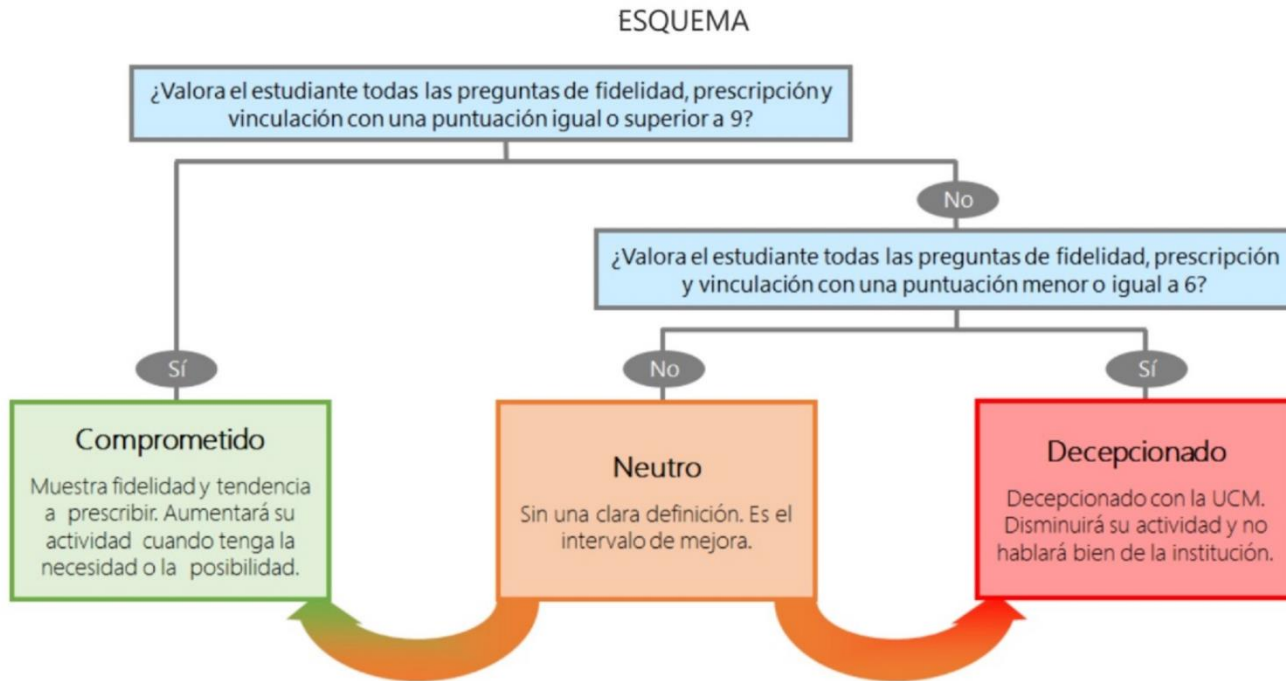 ESQUEMA
¿Valora el estudiante todas las preguntas de fidelidad, prescripción y
vinculación con una puntuación igual o superior a 9?
No
¿Valora el estudiante todas las preguntas de fidelidad, prescripción
y vinculación con una puntuación menor o igual a 6?
Sí
No
Sí
Comprometido
Muestra fidelidad y tendencia
a prescribir. Aumentará su
actividad cuando tenga la
necesidad o la posibilidad.
Neutro
Sin una clara definición. Es el
intervalo de mejora.
Decepcionado
Decepcionado con la UCM.
Disminuirá su actividad y no
hablará bien de la institución.